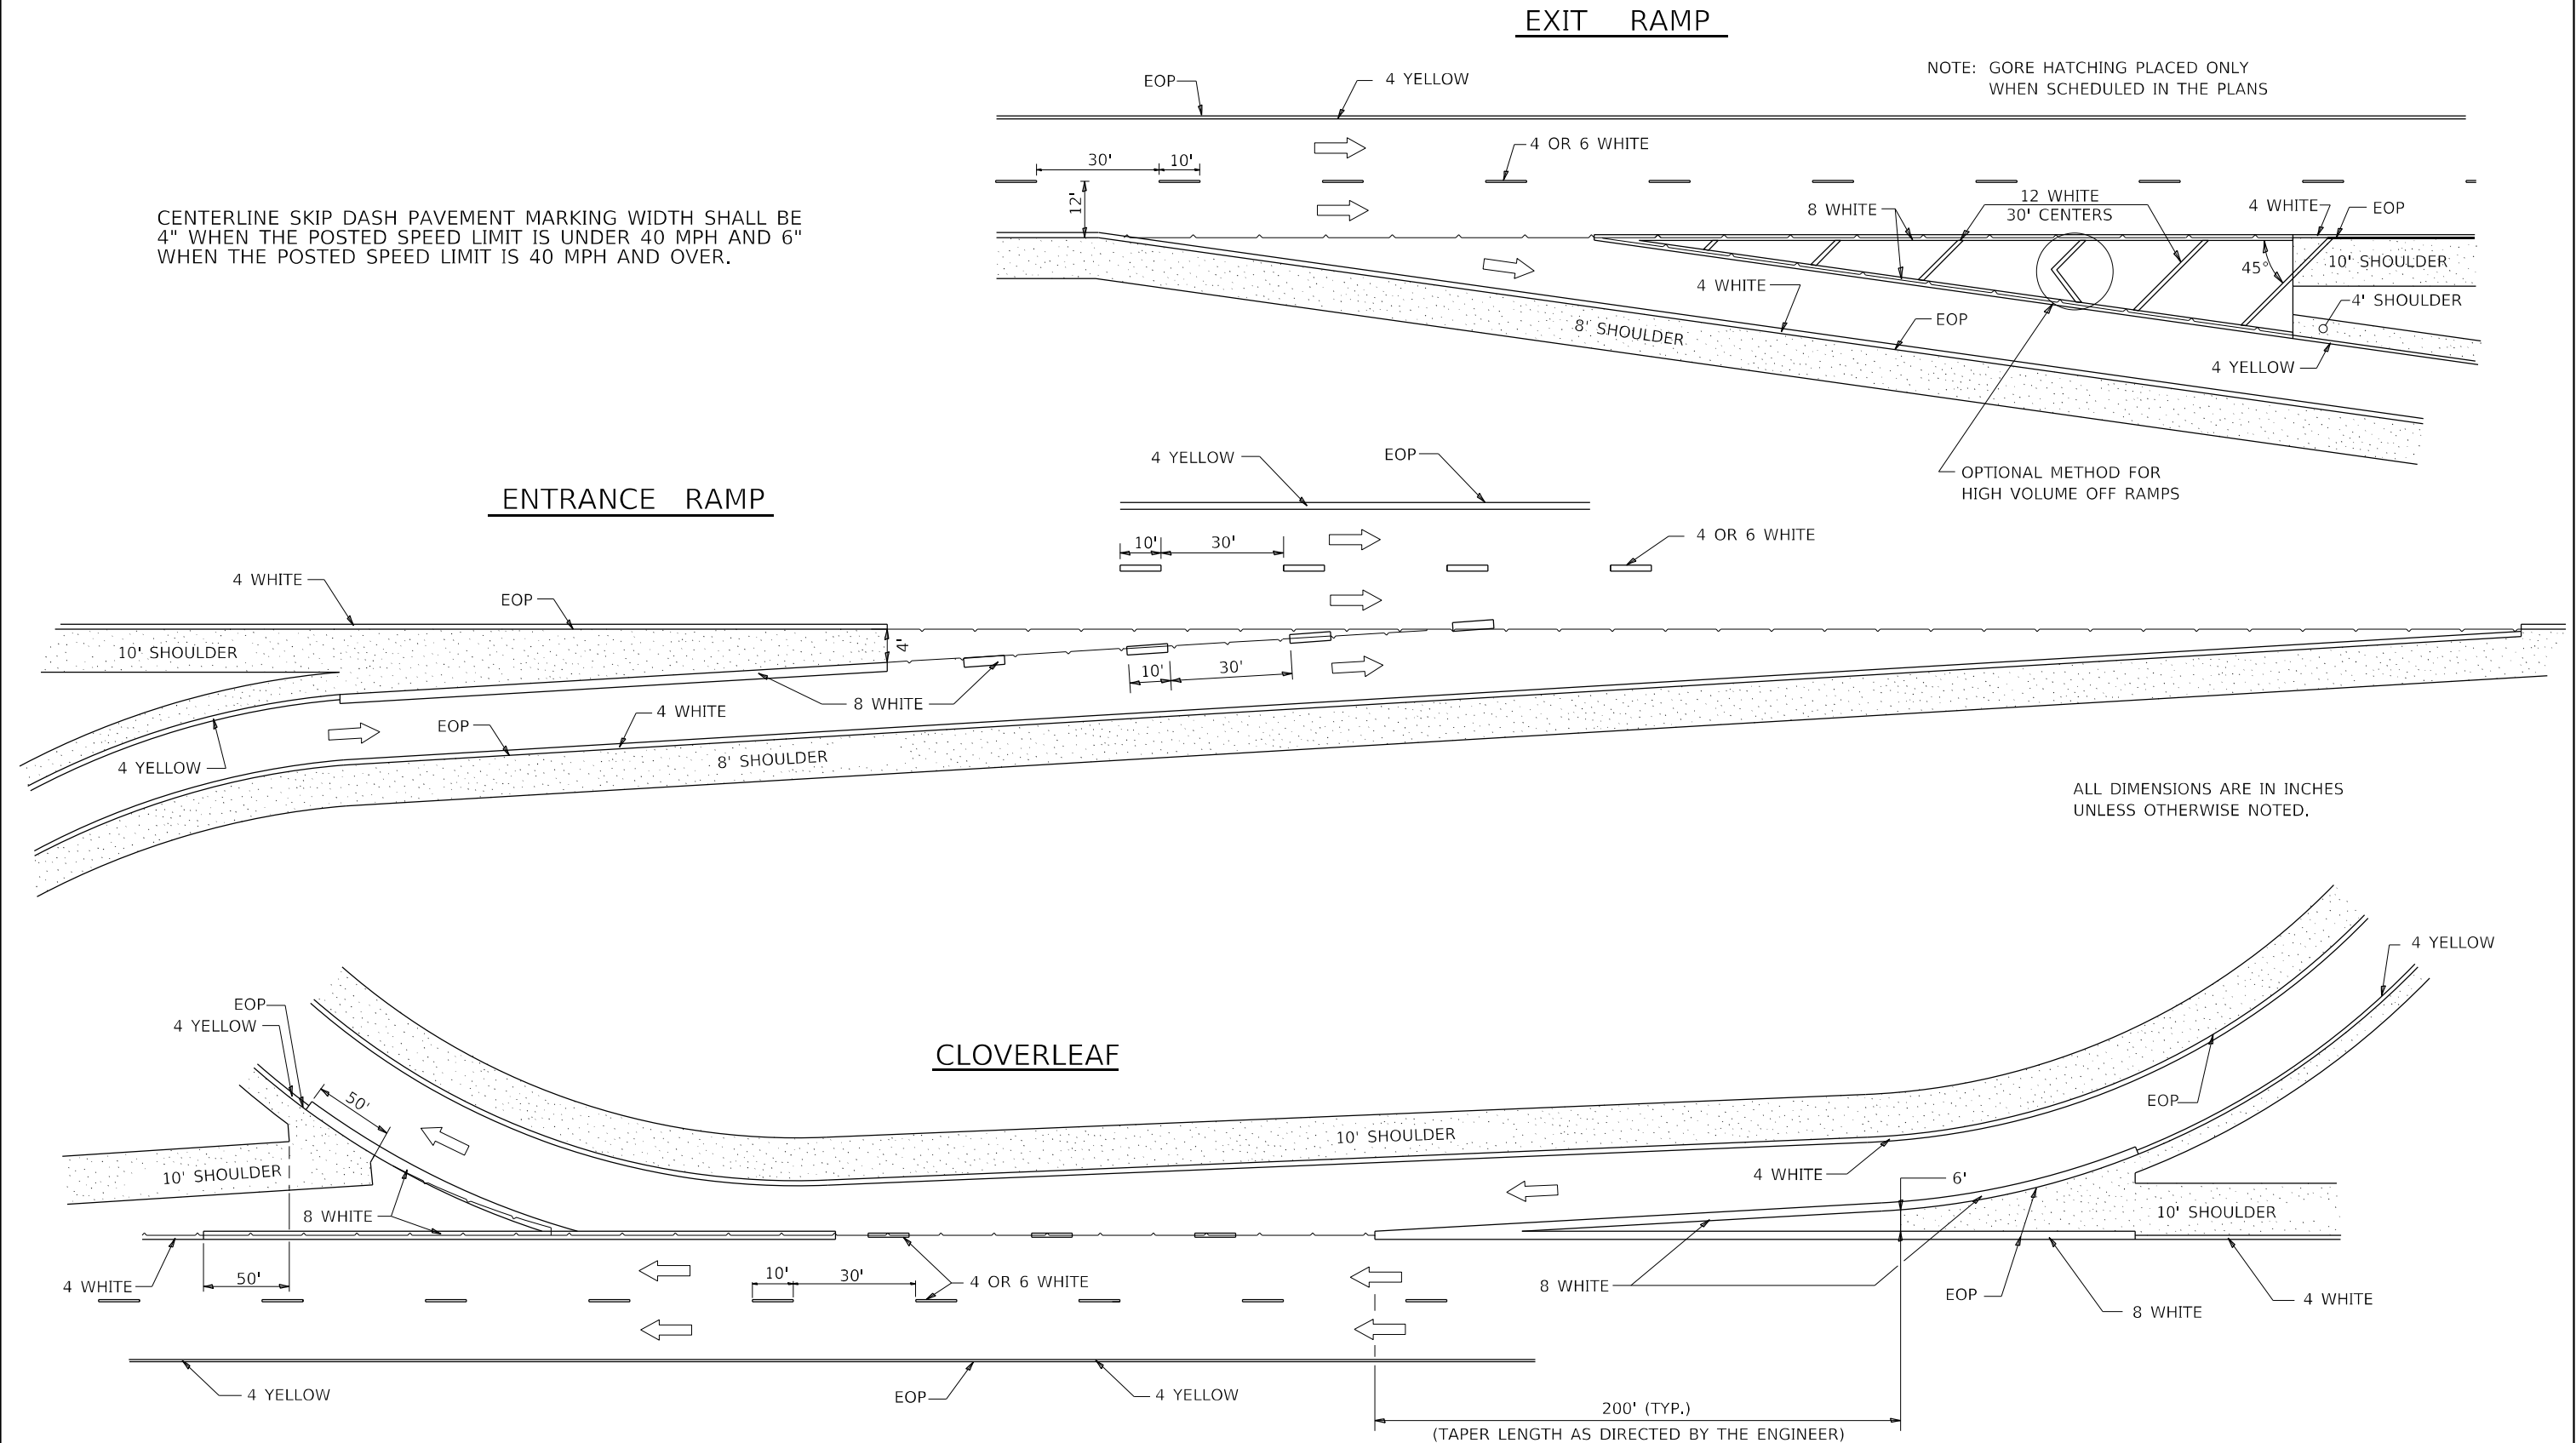 EXIT RAMP
EOP
4 YELLOW
NOTE: GORE HATCHING PLACED ONLY
WHEN SCHEDULED IN THE PLANS
4 OR 6 WHITE
30'
10'
12'
CENTERLINE SKIP DASH PAVEMENT MARKING WIDTH SHALL BE
4" WHEN THE POSTED SPEED LIMIT IS UNDER 40 MPH AND 6"
WHEN THE POSTED SPEED LIMIT IS 40 MPH AND OVER.
8 WHITE
12 WHITE
30' CENTERS
4 WHITE
EOP
45°
10' SHOULDER
4' SHOULDER
4 WHITE
8' SHOULDER
EOP
4 YELLOW
OPTIONAL METHOD FOR
HIGH VOLUME OFF RAMPS
ENTRANCE RAMP
4 YELLOW
EOP
10'
30'
4 OR 6 WHITE
4 WHITE
EOP
10' SHOULDER
4'
10'
30'
8 WHITE
4 WHITE
EOP
4 YELLOW
8' SHOULDER
ALL DIMENSIONS ARE IN INCHES
UNLESS OTHERWISE NOTED.
CLOVERLEAF
EOP
4 YELLOW
50'
10' SHOULDER
8 WHITE
4 WHITE
50'
10'
30'
4 OR 6 WHITE
4 YELLOW
EOP
4 YELLOW
10' SHOULDER
4 YELLOW
EOP
4 WHITE
6'
10' SHOULDER
8 WHITE
EOP
8 WHITE
4 WHITE
200' (TYP.)
(TAPER LENGTH AS DIRECTED BY THE ENGINEER)